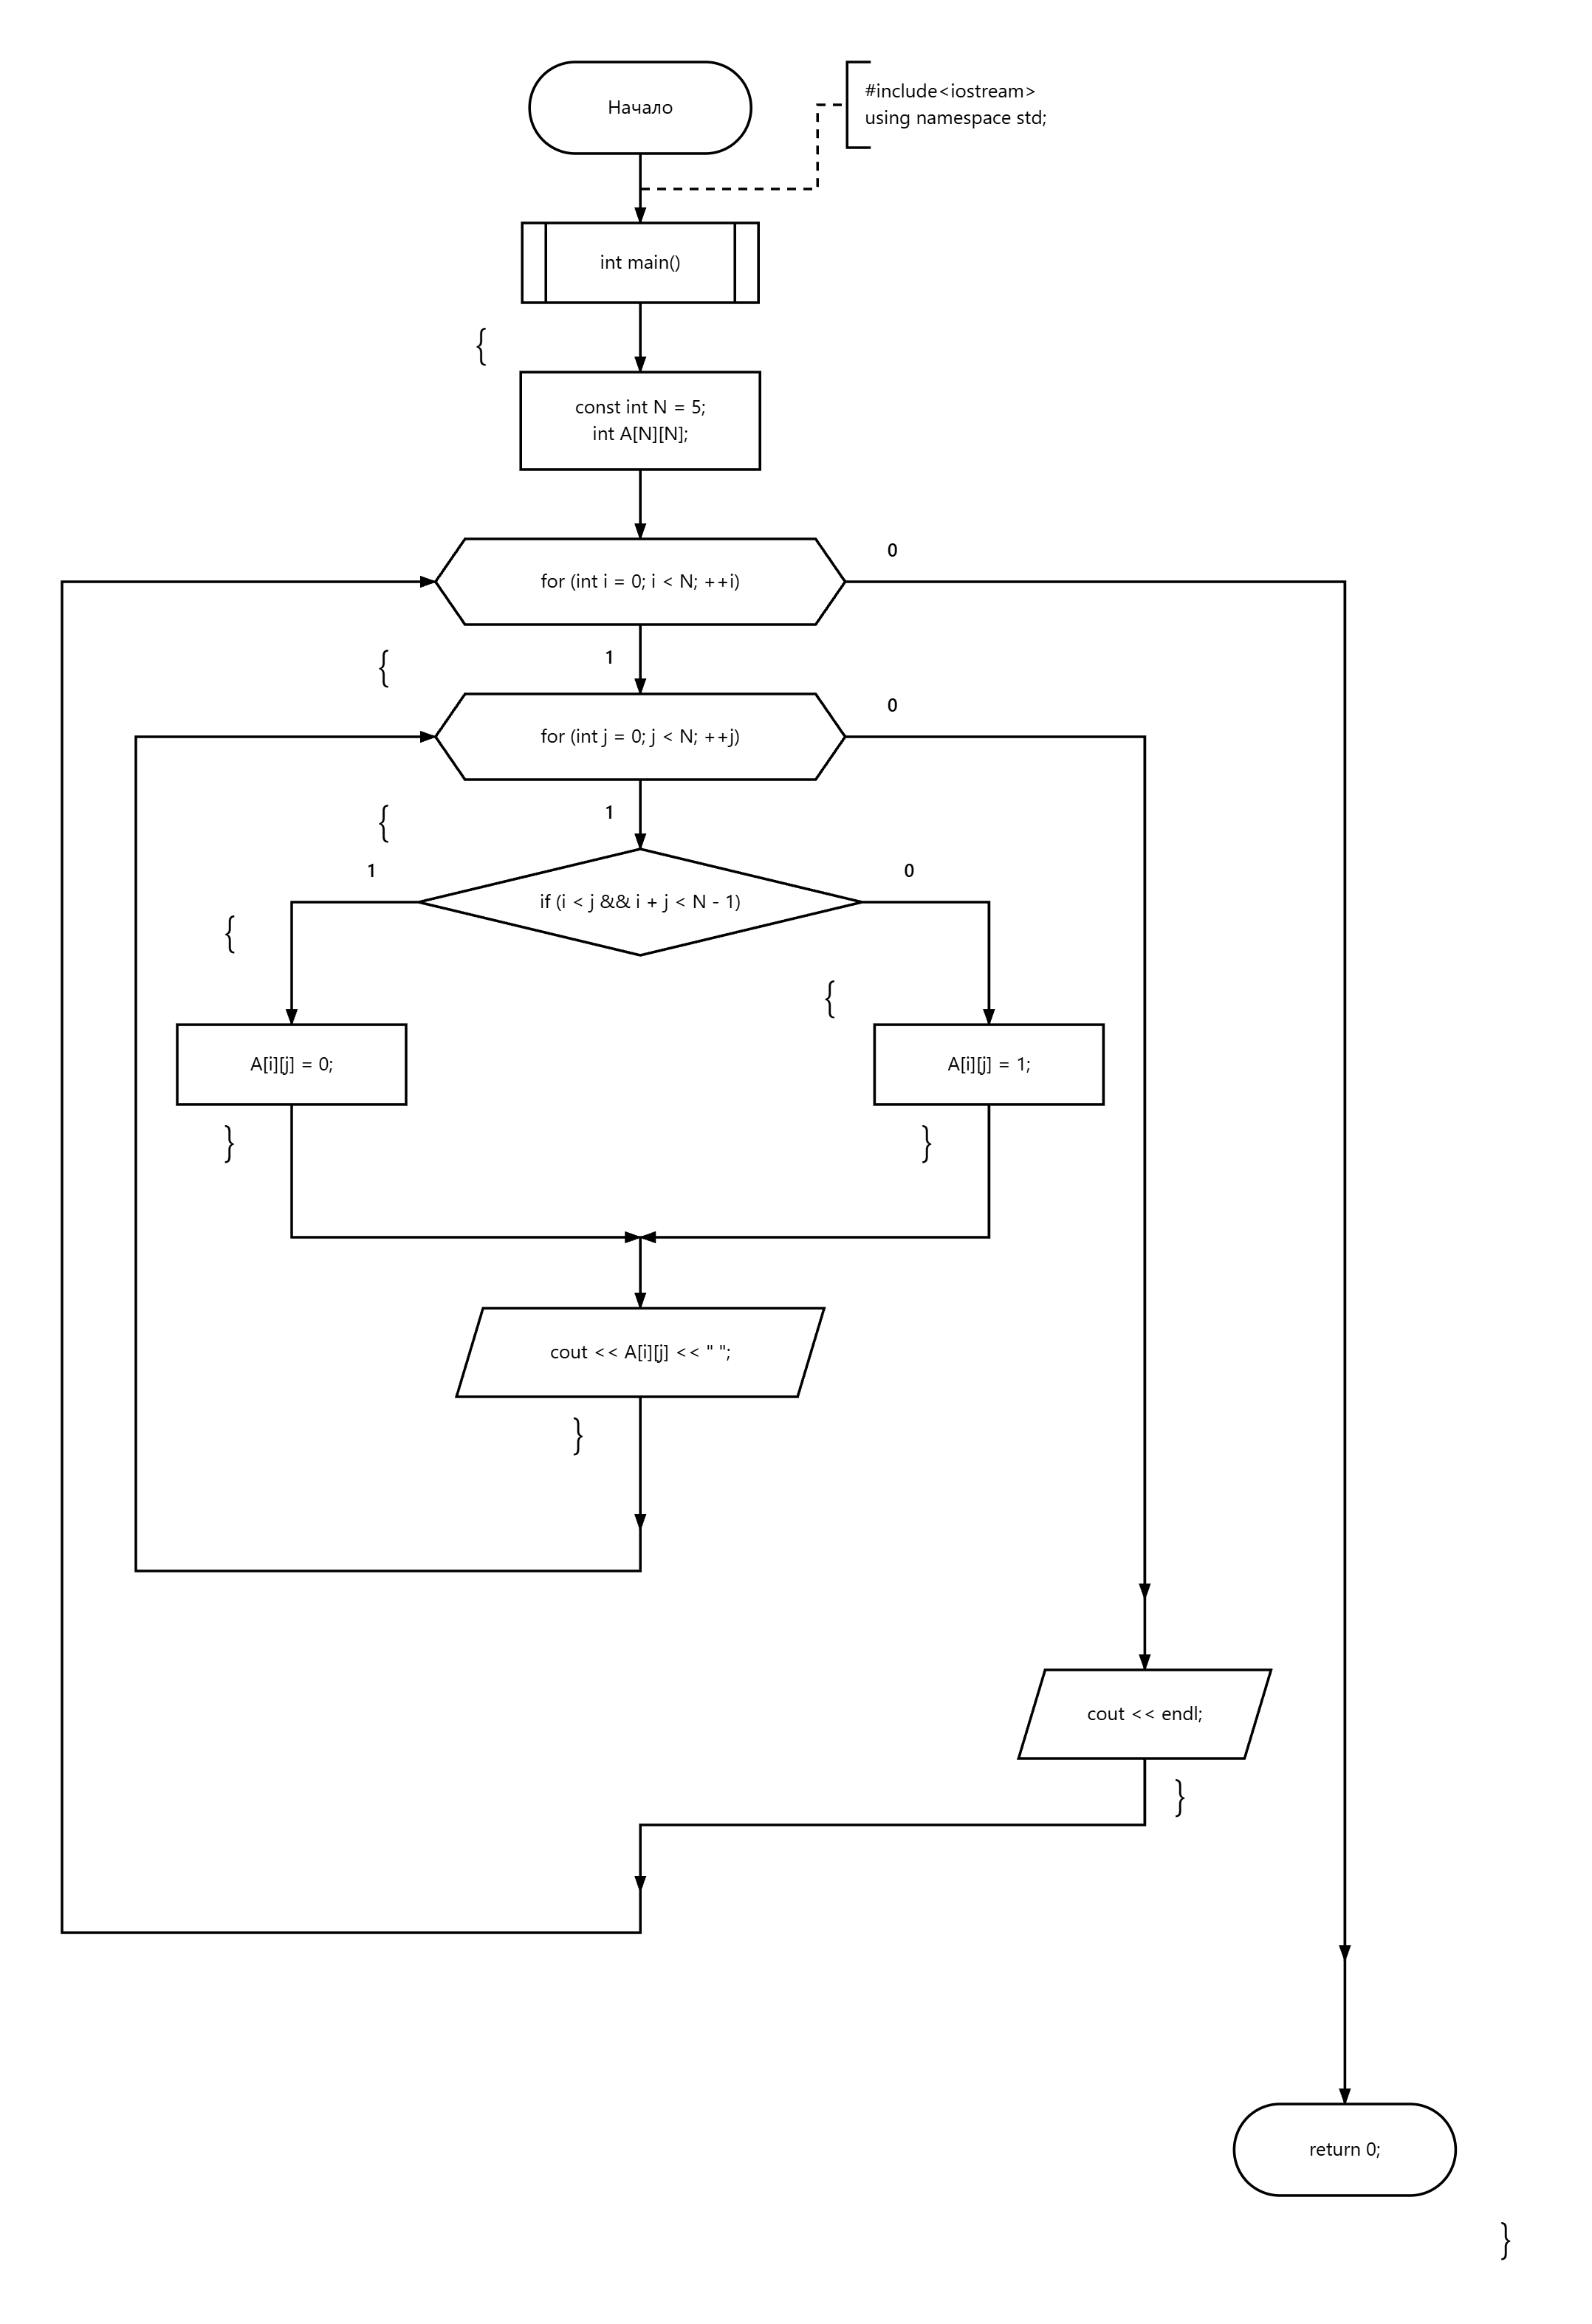 Начало
#include<iostream>
using namespace std;
int main()
{
const int N = 5;
int A[N][N];
0
for (int i = 0; i < N; ++i)
{
1
0
for (int j = 0; j < N; ++j)
{
1
1
0
if (i < j && i + j < N - 1)
{
{
A[i][j] = 0;
A[i][j] = 1;
}
}
cout << A[i][j] << " ";
}
cout << endl;
}
return 0;
}